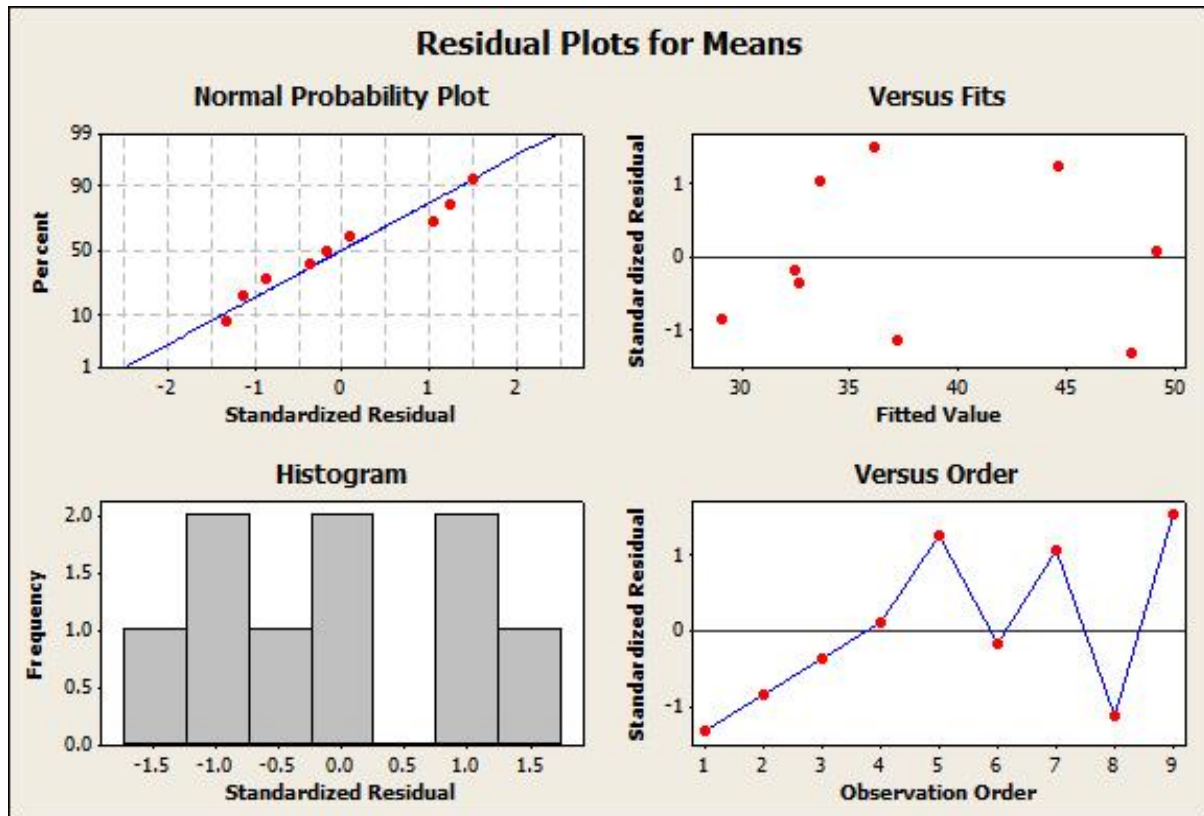 Residual Plots for Means
Normal Probability Plot
99
90
50
10
1
Percent
-2 -1 0 1 2
Standardized Residual
Versus Fits
1
0
-1
Standardized Residual
30 35 40 45 50
Fitted Value
Histogram
2.0
1.5
1.0
0.5
0.0
Frequency
-1.5 -1.0 -0.5 0.0 0.5 1.0 1.5
Standardized Residual
Versus Order
1
0
-1
Standardized Residual
1 2 3 4 5 6 7 8 9
Observation Order